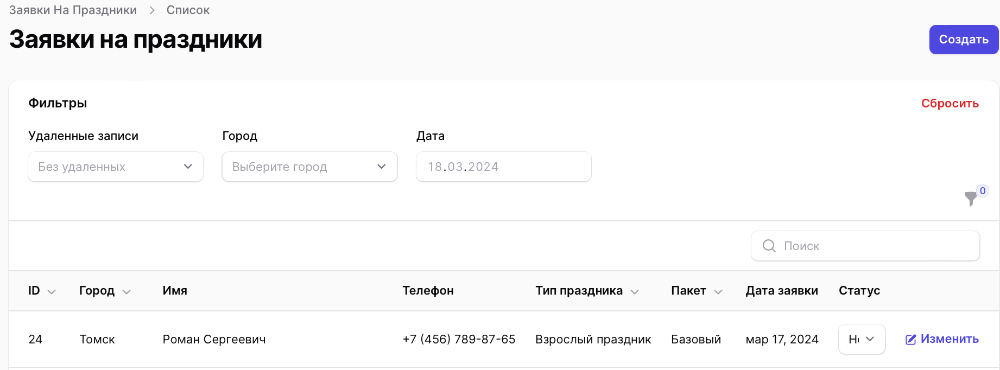 Заявки На Праздники > Список
Заявки на праздники
Создать
Фильтры
Сбросить
Удаленные записи Город Дата
Без удаленных Выберите город 18.03.2024
0
Поиск
ID Город Имя Телефон Тип праздника Пакет Дата заявки Статус
24 Томск Роман Сергеевич +7 (456) 789-87-65 Взрослый праздник Базовый мар 17, 2024 Изменить